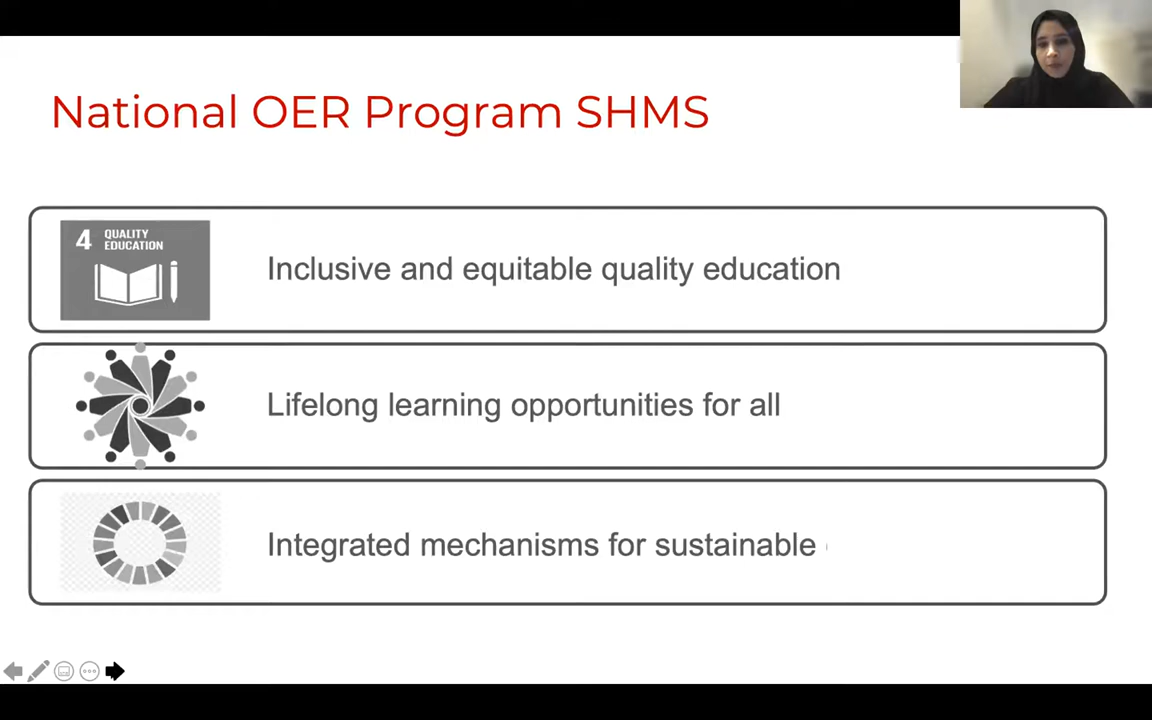 National OER Program SHMS
4 QUALITY
EDUCATION
Inclusive and equitable quality education
Lifelong learning opportunities for all
Integrated mechanisms for sustainable